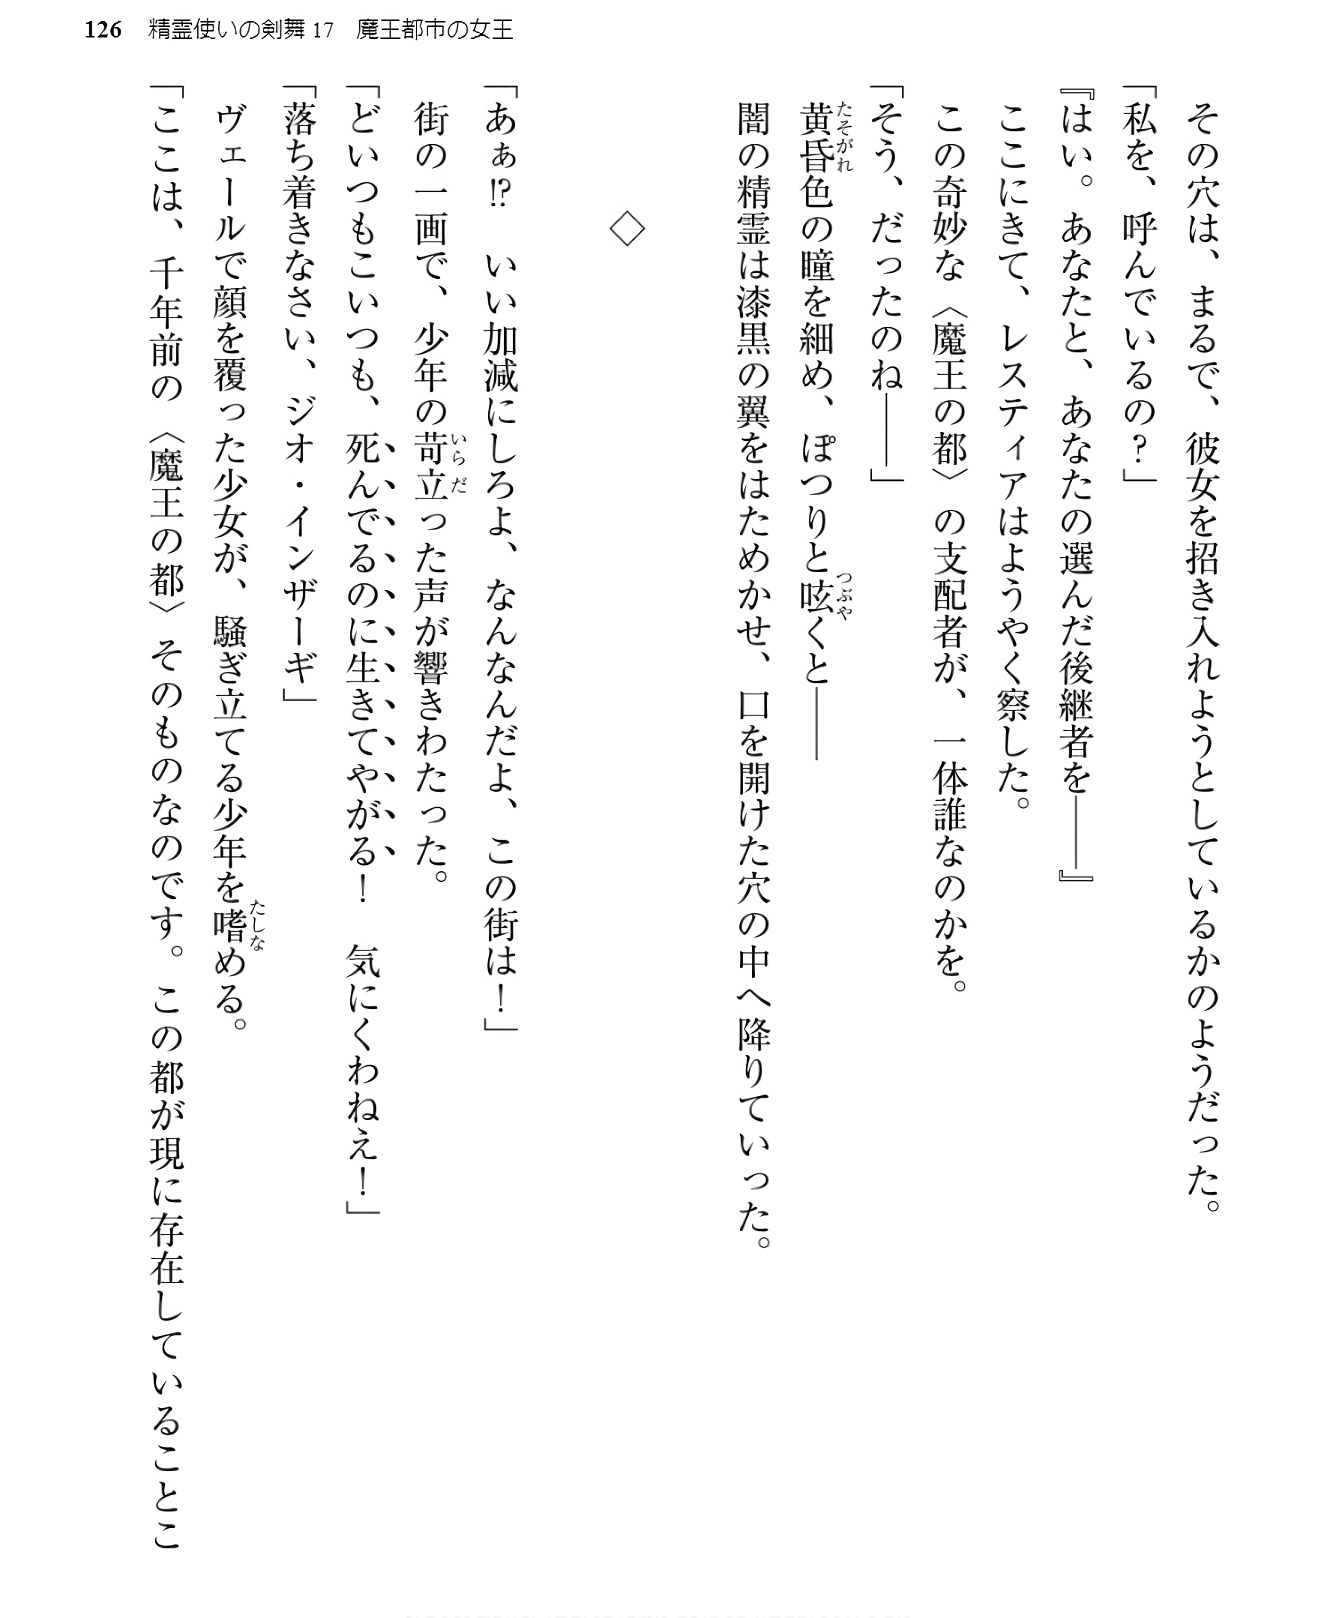 126 精霊使いの剣舞17 魔王都市の女王
その穴は、まるで、彼女を招き入れようとしているかのようだった。
「私を、呼んでいるの？」
『はい。あなたと、あなたの選んだ後継者を――』
ここにきて、レスティアはようやく察した。
この奇妙な〈魔王の都〉の支配者が、一体誰なのかを。
「そう、だったのね――」
黄昏色の瞳を細め、ぽつりと呟くと――
闇の精霊は漆黒の翼をはためかせ、口を開けた穴の中へ降りていった。
◇
「あぁ!?　いい加減にしろよ、なんなんだよ、この街は！」
街の一画で、少年の苛立った声が響きわたった。
「どいつもこいつも、死んでるのに生きてやがる！　気にくわねえ！」
「落ち着きなさい、ジオ・インザーギ」
ヴェールで顔を覆った少女が、騒ぎ立てる少年を嗜める。
「ここは、千年前の〈魔王の都〉そのものなのです。この都が現に存在していることこ